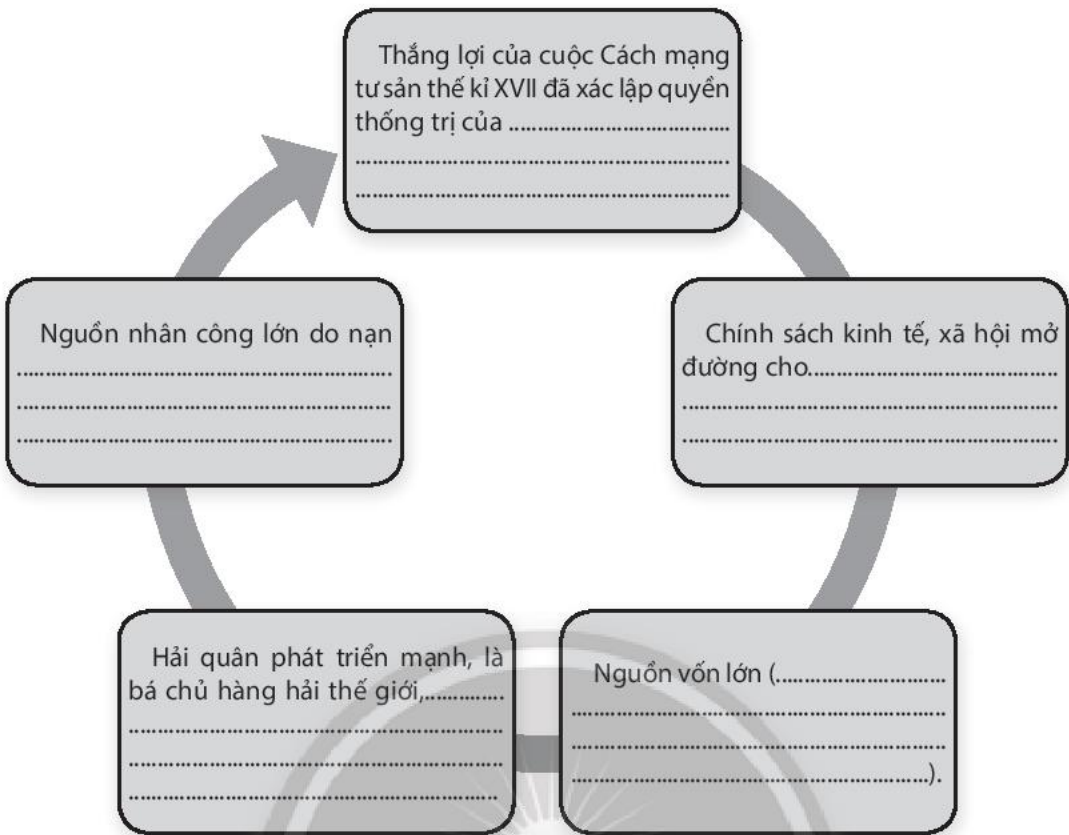 Thắng lợi của cuộc Cách mạng
tư sản thế kỉ XVII đã xác lập quyền
thống trị của ......................................
.................................................................
.................................................................
Nguồn nhân công lớn do nạn
.................................................................
.................................................................
.................................................................
Chính sách kinh tế, xã hội mở
đường cho...........................................
.................................................................
.................................................................
Hải quân phát triển mạnh, là
bá chủ hàng hải thế giới,..............
.................................................................
.................................................................
................................................................
Nguồn vốn lớn (.............................
.................................................................
.................................................................
..............................................................).